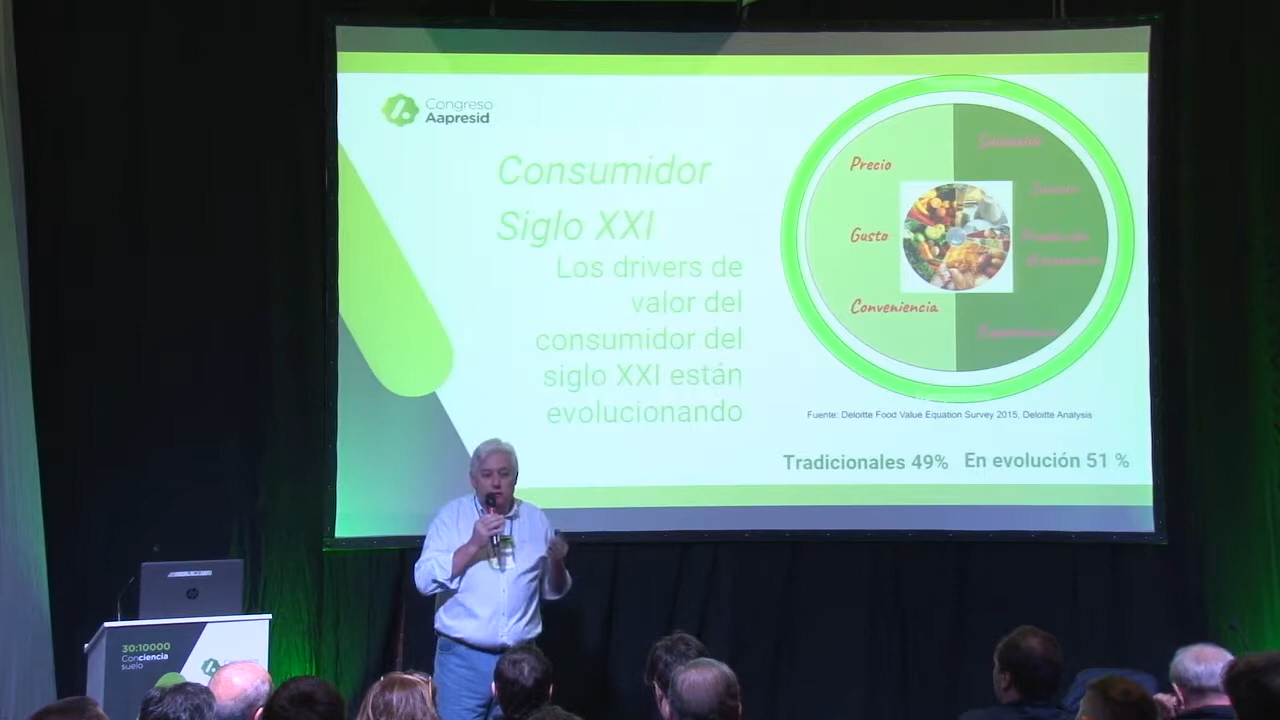 Congreso
Aapresid
Consumidor
Siglo XXI
Los drivers de
valor del
consumidor del
siglo XXI están
evolucionando
Precio
Gusto
Conveniencia
Fuente: Deloitte Food Value Equation Survey 2015, Deloitte Analysis
Tradicionales 49% En evolución 51 %
hp
30:10000
Conciencia
suelo